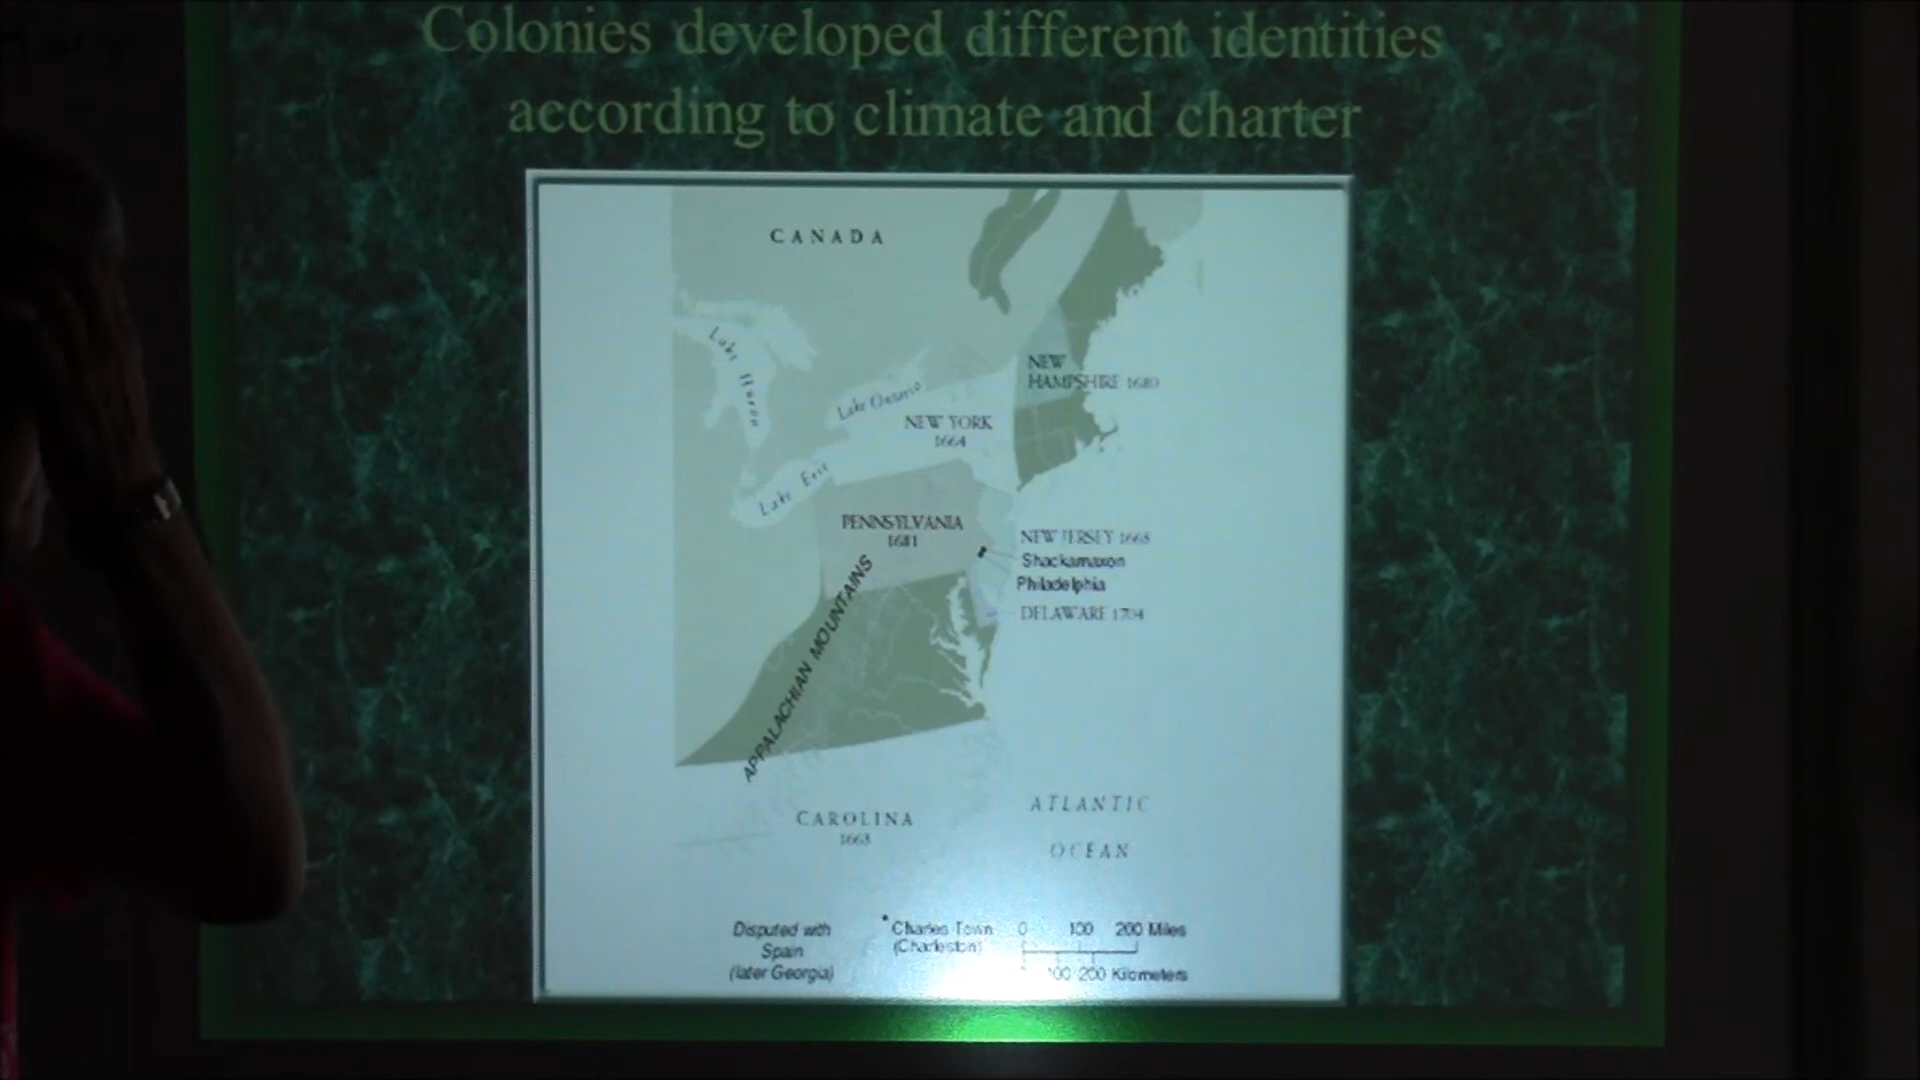 Colonies developed different identities
according to climate and charter
CANADA
Lake Huron
Lake Ontario
NEW
HAMPSHIRE 1680
NEW YORK
1664
Lake Erie
PENNSYLVANIA
1681
NEW JERSEY
Shackamaxon
Philadelphia
DELAWARE 1704
APPALACHIAN MOUNTAINS
CAROLINA
1663
ATLANTIC
OCEAN
Disputed with
Spain
(later Georgia)
Charles Town
(Charleston)
0 100 200 Miles
200 Kilometers